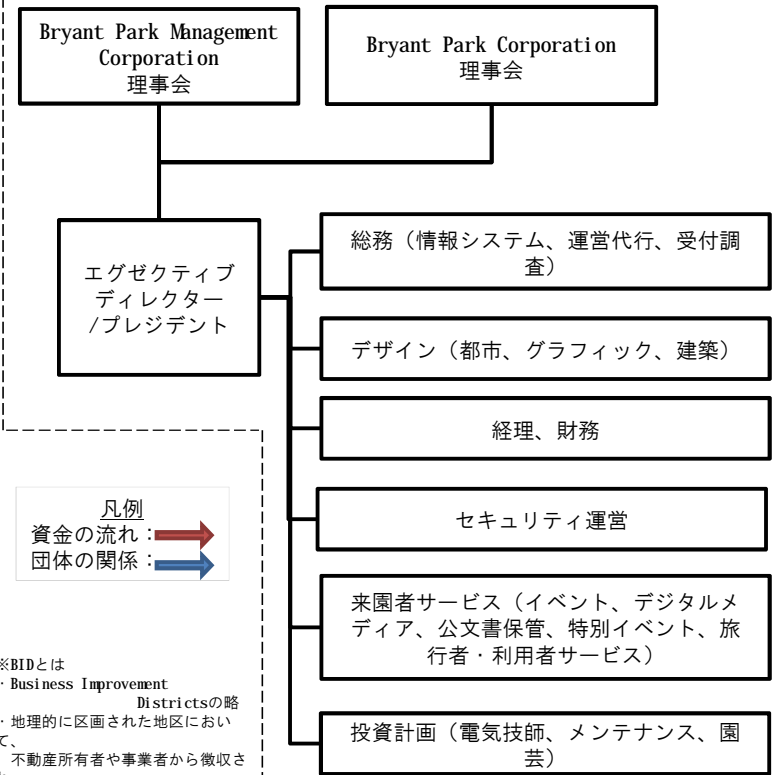 Bryant Park Management
Corporation
理事会
Bryant Park Corporation
理事会
エグゼクティブ
ディレクター
/プレジデント
総務（情報システム、運営代行、受付調
査）
デザイン（都市、グラフィック、建築）
経理、財務
セキュリティ運営
来園者サービス（イベント、デジタルメ
ディア、公文書保管、特別イベント、旅
行者・利用者サービス）
投資計画（電気技師、メンテナンス、園
芸）
凡例
資金の流れ：
団体の関係：
※BIDとは
・Business Improvement
Districtsの略
・地理的に区画された地区におい
て、
不動産所有者や事業者から徴収さ